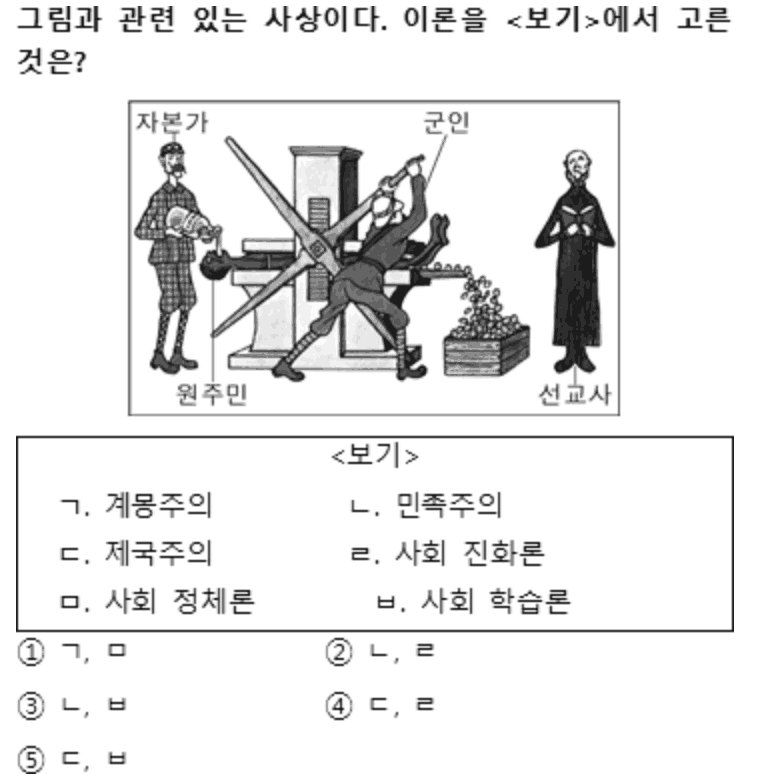 그림과 관련 있는 사상이다. 이론을 <보기>에서 고른
것은?
자본가
군인
원주민
선교사
<보기>
ㄱ. 계몽주의 ㄴ. 민족주의
ㄷ. 제국주의 ㄹ. 사회 진화론
ㅁ. 사회 정체론 ㅂ. 사회 학습론
① ㄱ, ㅁ ② ㄴ, ㄹ
③ ㄴ, ㅂ ④ ㄷ, ㄹ
⑤ ㄷ, ㅂ